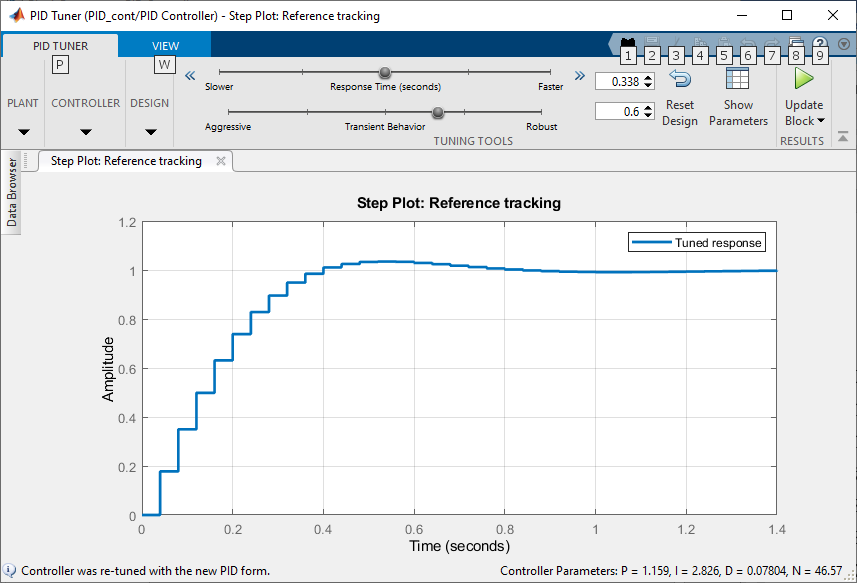 PID Tuner (PID_cont/PID Controller) - Step Plot: Reference tracking
PID TUNER VIEW
P W 1 2 3 4 5 6 7 8 9
Slower Response Time (seconds) Faster 0.338
PLANT CONTROLLER DESIGN
Aggressive Transient Behavior Robust 0.6
Reset Design
Show Parameters
Update Block
TUNING TOOLS RESULTS
Data Browser
Step Plot: Reference tracking
Step Plot: Reference tracking
Tuned response
Amplitude
1.2
1
0.8
0.6
0.4
0.2
0
0 0.2 0.4 0.6 0.8 1 1.2 1.4
Time (seconds)
Controller was re-tuned with the new PID form. Controller Parameters: P = 1.159, I = 2.826, D = 0.07804, N = 46.57